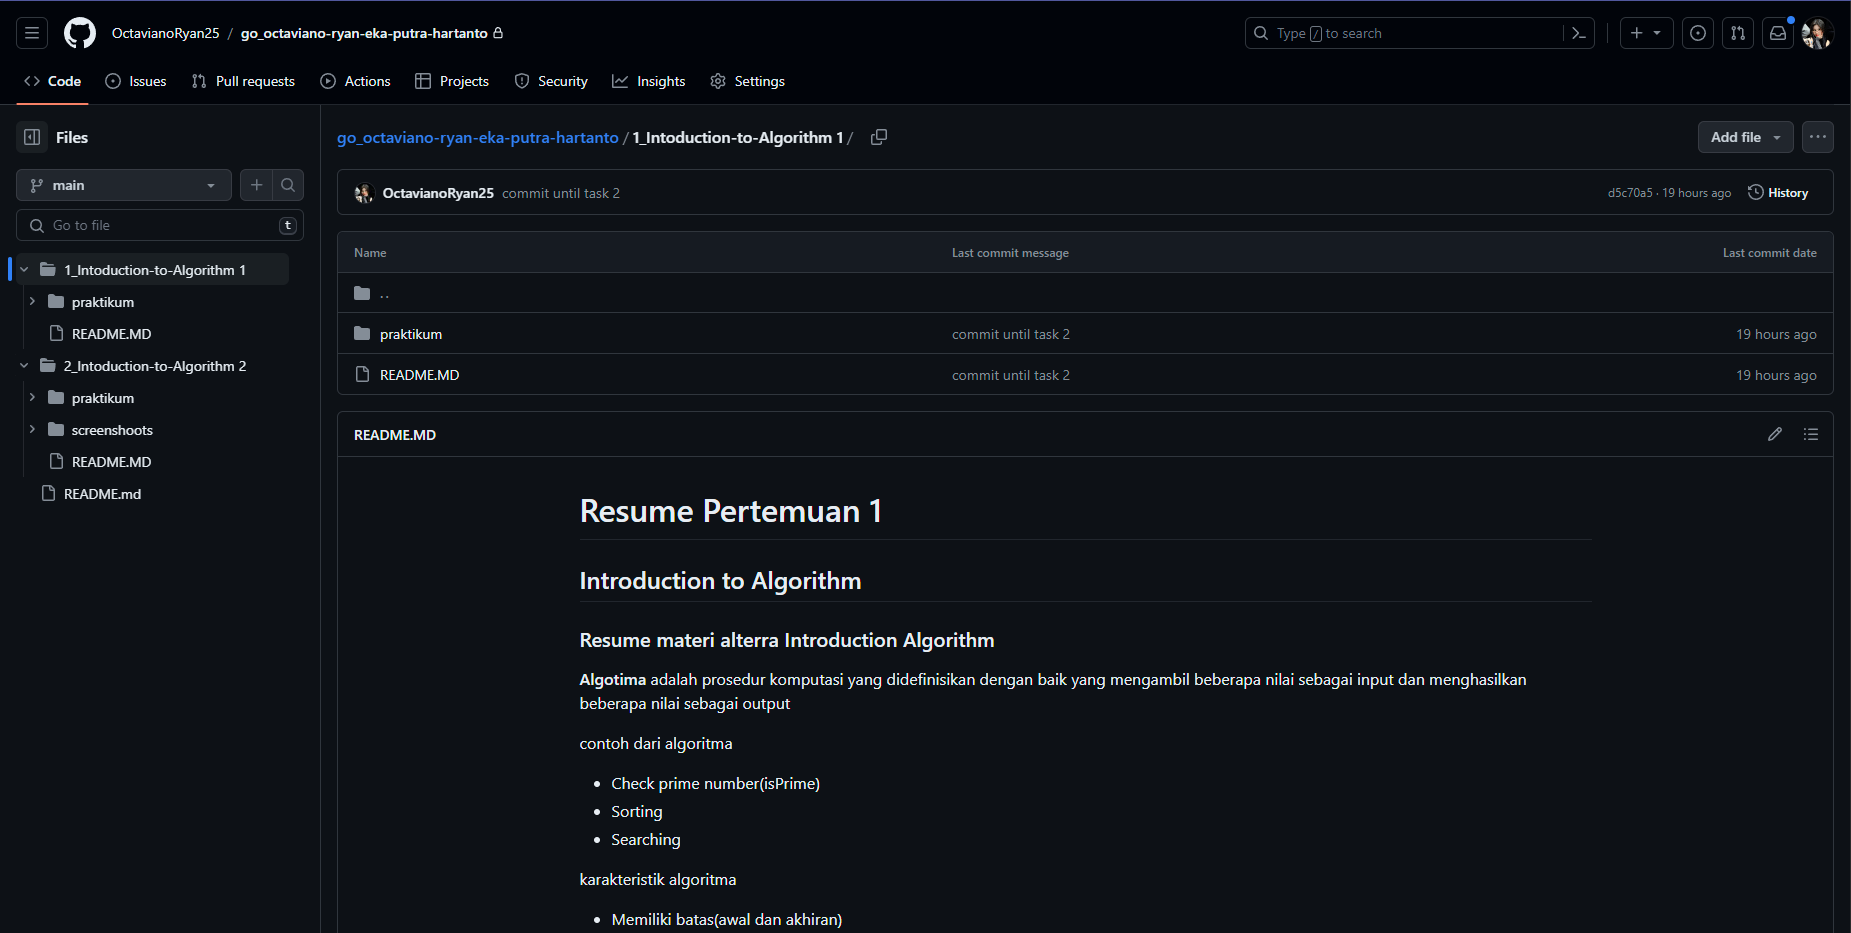 OctavianoRyan25 / go_octaviano-ryan-eka-putra-hartanto
Type / to search
Code Issues Pull requests Actions Projects Security Insights Settings
Files
main
Go to file t
1_Intoduction-to-Algorithm 1
praktikum
README.MD
2_Intoduction-to-Algorithm 2
praktikum
screenshoots
README.MD
README.md
go_octaviano-ryan-eka-putra-hartanto / 1_Intoduction-to-Algorithm 1 /
Add file
OctavianoRyan25 commit until task 2 d5c70a5 · 19 hours ago History
Name Last commit message Last commit date
..
praktikum commit until task 2 19 hours ago
README.MD commit until task 2 19 hours ago
README.MD
Resume Pertemuan 1
Introduction to Algorithm
Resume materi alterra Introduction Algorithm
Algotima adalah prosedur komputasi yang didefinisikan dengan baik yang mengambil beberapa nilai sebagai input dan menghasilkan
beberapa nilai sebagai output
contoh dari algoritma
• Check prime number(isPrime)
• Sorting
• Searching
karakteristik algoritma
• Memiliki batas(awal dan akhiran)